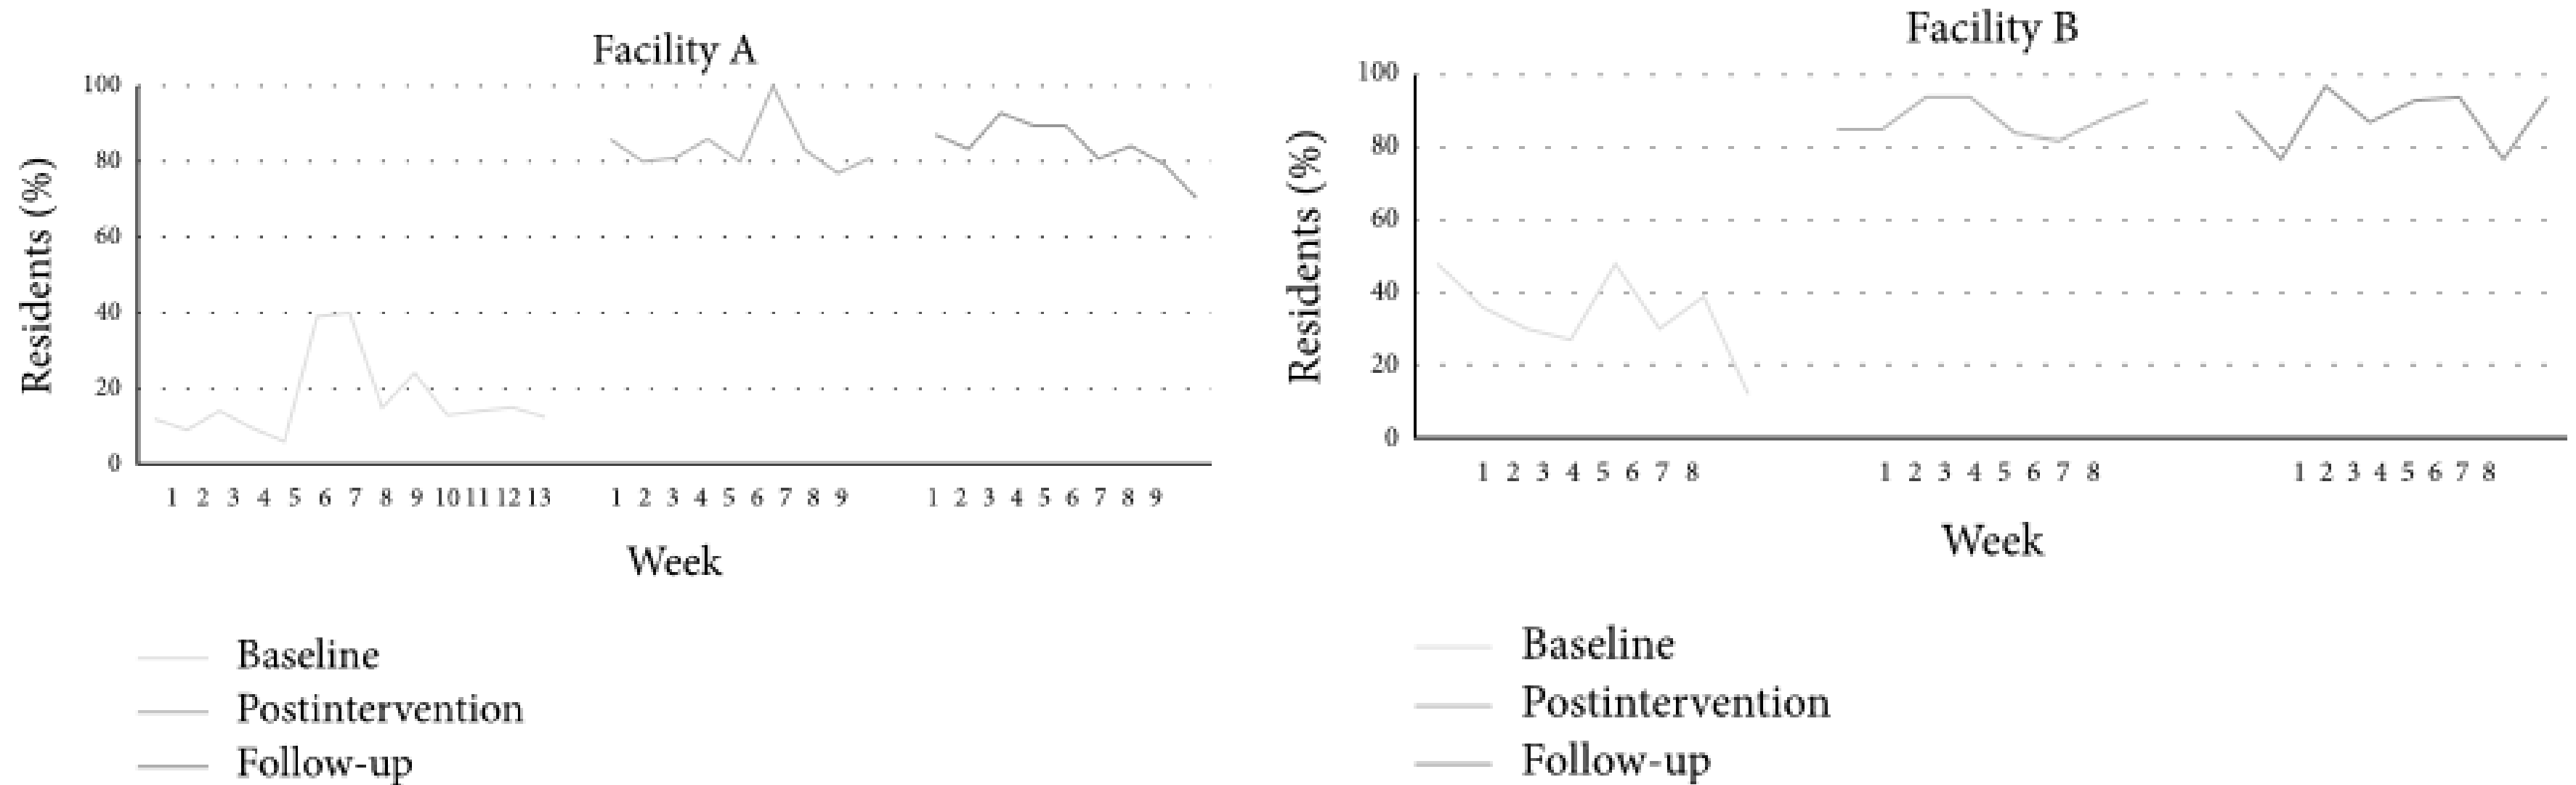 Facility A
Residents (%)
100
80
60
40
20
0
1 2 3 4 5 6 7 8 9 10 11 12 13 1 2 3 4 5 6 7 8 9 1 2 3 4 5 6 7 8 9
Week
Baseline
Postintervention
Follow-up
Facility B
Residents (%)
100
80
60
40
20
0
1 2 3 4 5 6 7 8 1 2 3 4 5 6 7 8 1 2 3 4 5 6 7 8
Week
Baseline
Postintervention
Follow-up